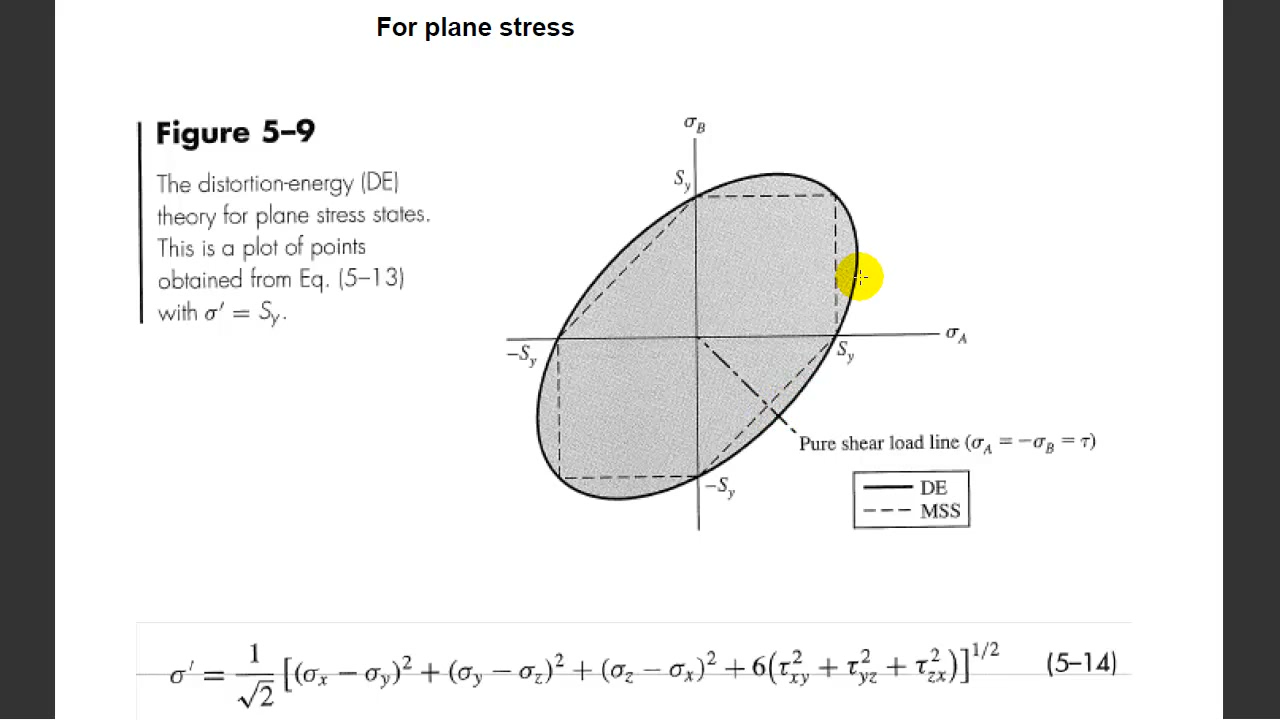 For plane stress
Figure 5–9
The distortion-energy (DE)
theory for plane stress states.
This is a plot of points
obtained from Eq. (5–13)
with σ′ = Sy.
σB
Sy
σA
−Sy
Sy
Pure shear load line (σA = −σB = τ)
−Sy
DE
MSS
σ′ = 1/√2 [(σx − σy)² + (σy − σz)² + (σz − σx)² + 6(τ²xy + τ²yz + τ²zx)]^1/2 (5–14)